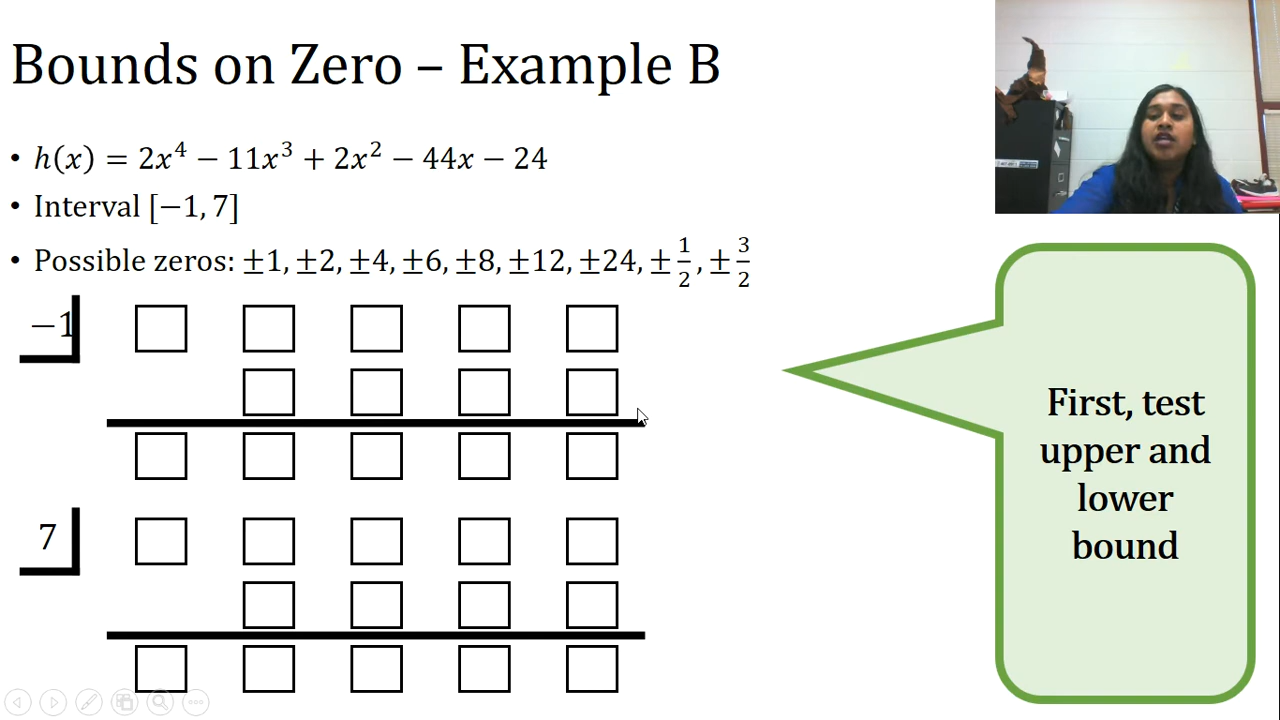 Bounds on Zero – Example B
• ℎ(𝑥) = 2𝑥⁴ − 11𝑥³ + 2𝑥² − 44𝑥 − 24
• Interval [−1, 7]
• Possible zeros: ±1, ±2, ±4, ±6, ±8, ±12, ±24, ± 1/2, ± 3/2
−1
7
First, test
upper and
lower
bound